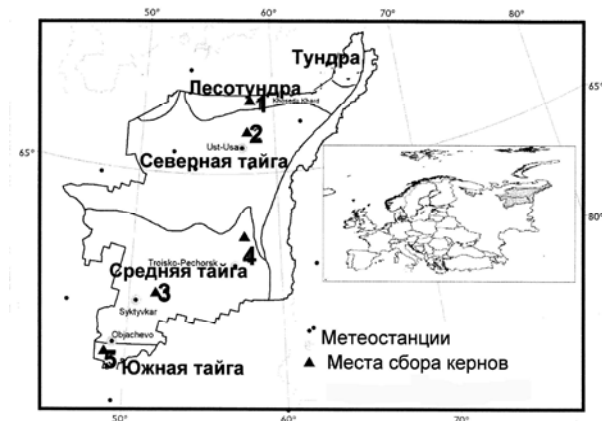 50° 60° 70° 80°
Тундра
65°
Лесотундра
1 Khoseda Khard
2
Ust-Usa
65°
Северная тайга
80°
4
Troisko-Pechorsk
Средняя тайга
3
Syktyvkar
Objachevo
5
Южная тайга
Метеостанции
Места сбора кернов
50° 60° 70°